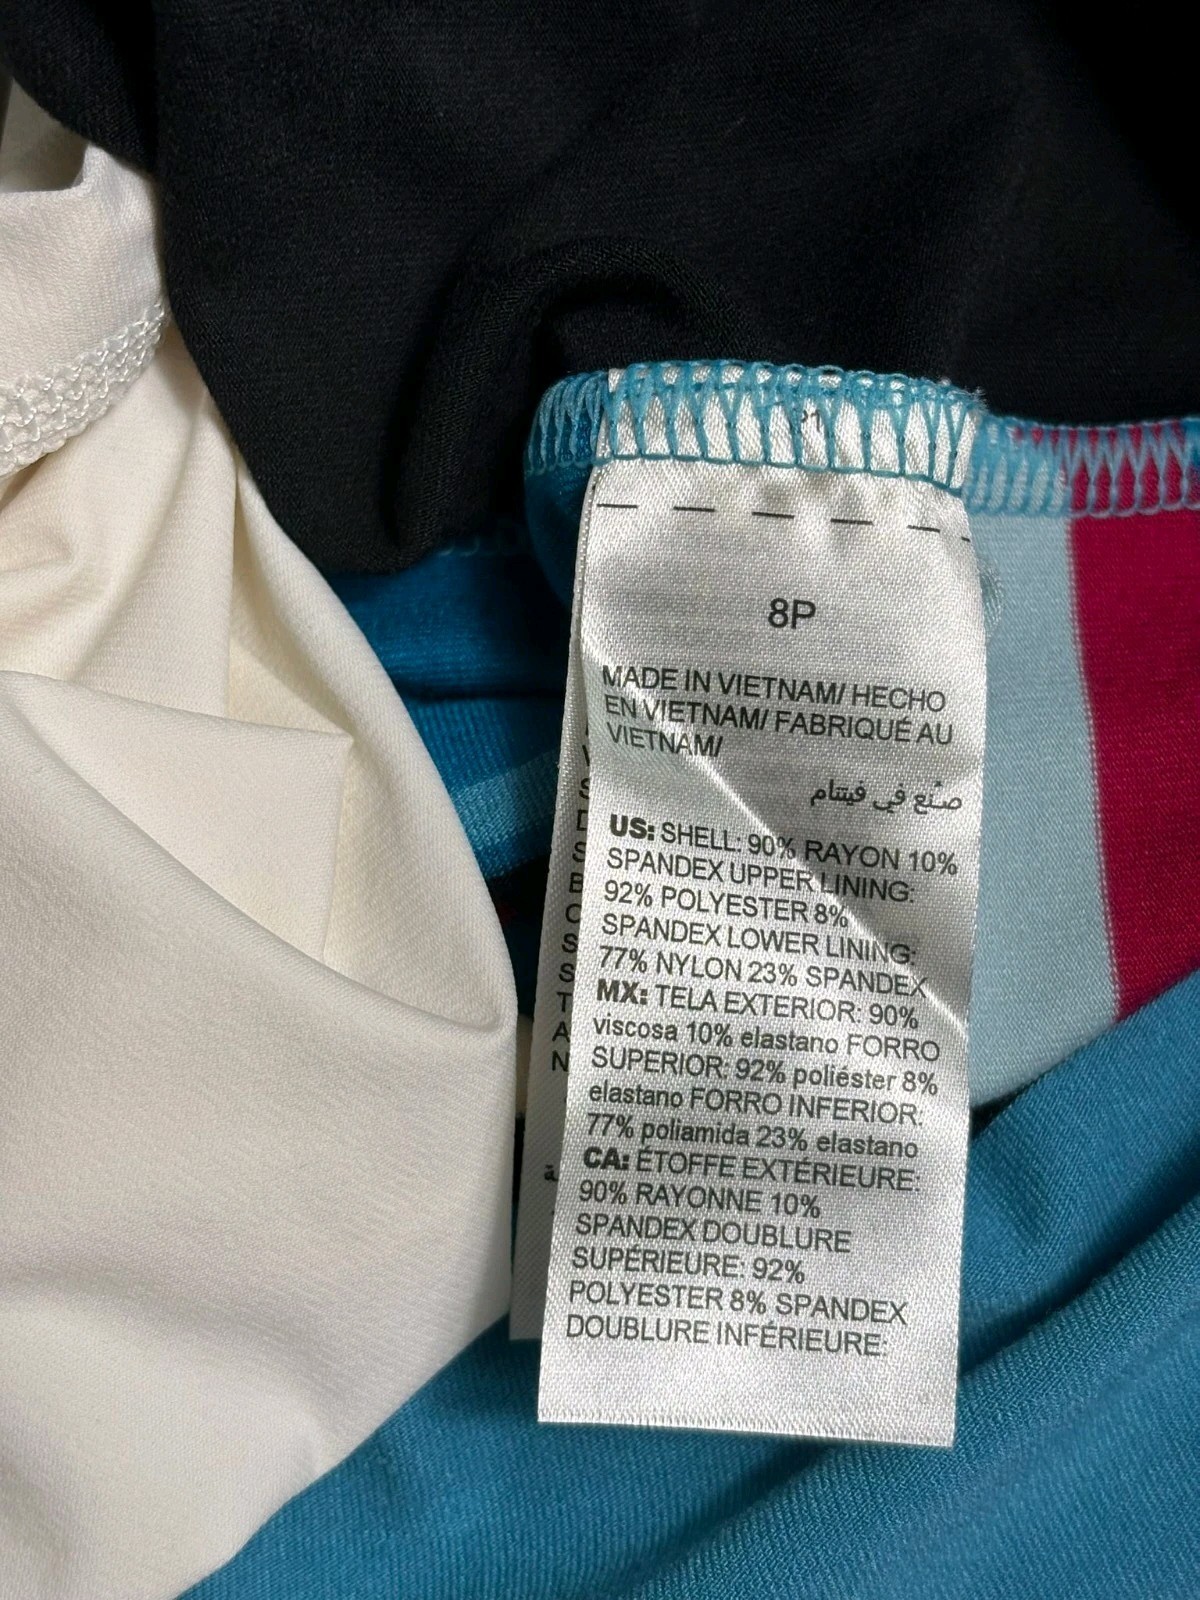 8P
MADE IN VIETNAM/ HECHO
EN VIETNAM/ FABRIQUÉ AU
VIETNAM/
صنع في فيتنام
US: SHELL: 90% RAYON 10%
SPANDEX UPPER LINING:
92% POLYESTER 8%
SPANDEX LOWER LINING:
77% NYLON 23% SPANDEX
MX: TELA EXTERIOR: 90%
viscosa 10% elastano FORRO
SUPERIOR: 92% poliéster 8%
elastano FORRO INFERIOR:
77% poliamida 23% elastano
CA: ÉTOFFE EXTÉRIEURE:
90% RAYONNE 10%
SPANDEX DOUBLURE
SUPÉRIEURE: 92%
POLYESTER 8% SPANDEX
DOUBLURE INFÉRIEURE: